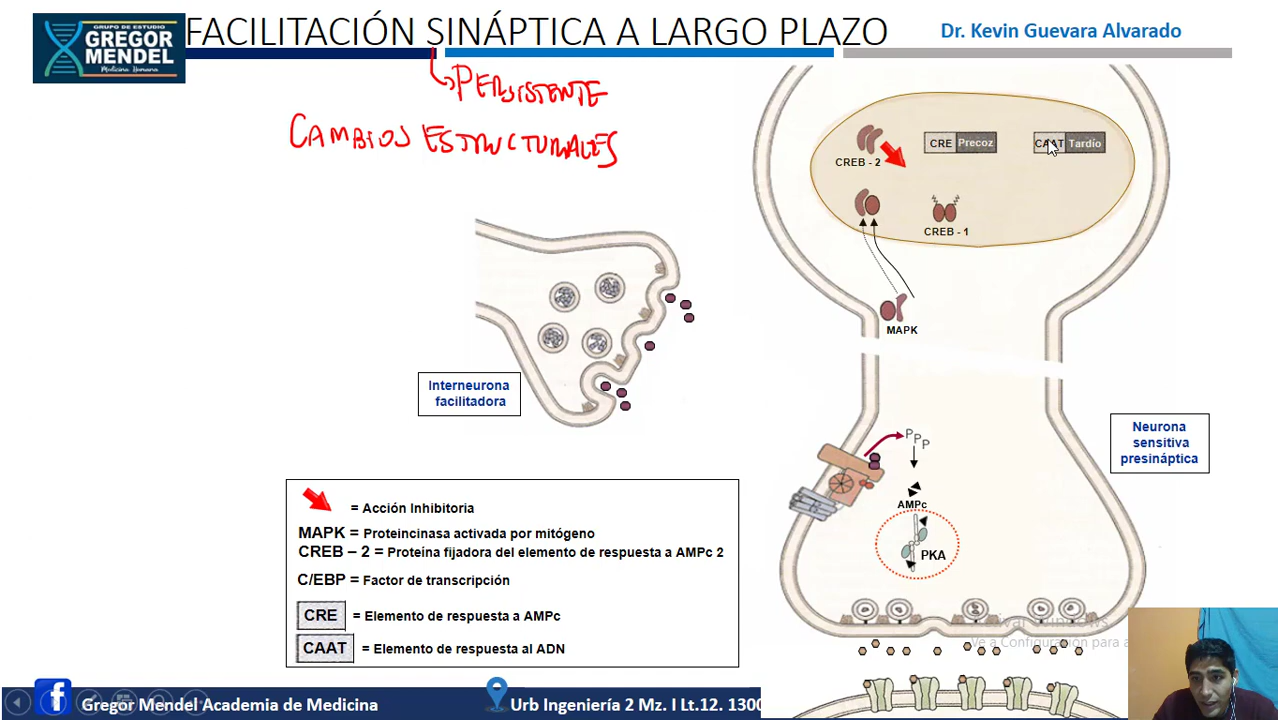 GRUPO DE ESTUDIO
GREGOR
MENDEL
Medicina Humana
FACILITACIÓN SINÁPTICA A LARGO PLAZO
Dr. Kevin Guevara Alvarado
PERSISTENTE
CAMBIOS ESTRUCTURALES
CREB - 2
CRE Precoz
CAAT Tardío
CREB - 1
MAPK
Interneurona
facilitadora
Neurona
sensitiva
presináptica
P
P
P
AMPc
PKA
= Acción Inhibitoria
MAPK = Proteincinasa activada por mitógeno
CREB – 2 = Proteína fijadora del elemento de respuesta a AMPc 2
C/EBP = Factor de transcripción
CRE = Elemento de respuesta a AMPc
CAAT = Elemento de respuesta al ADN
Ve a Configuración para a
Gregor Mendel Academia de Medicina
Urb Ingeniería 2 Mz. I Lt.12. 1300